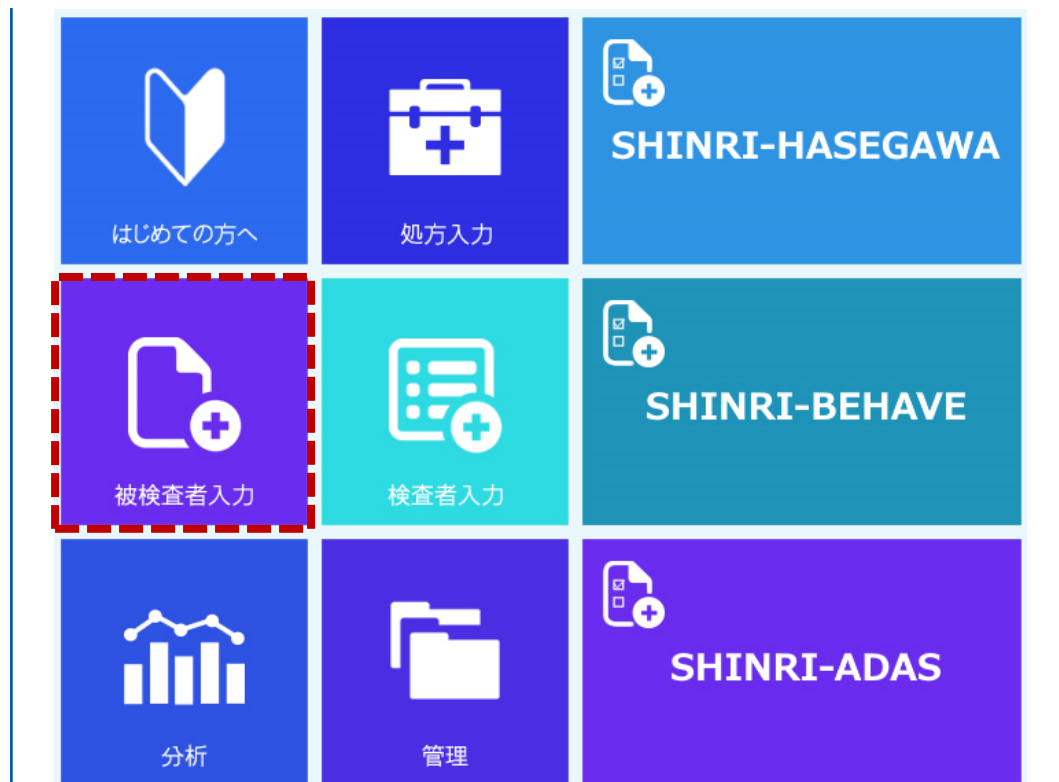 はじめての方へ
処方入力
SHINRI-HASEGAWA
被検査者入力
検査者入力
SHINRI-BEHAVE
分析
管理
SHINRI-ADAS